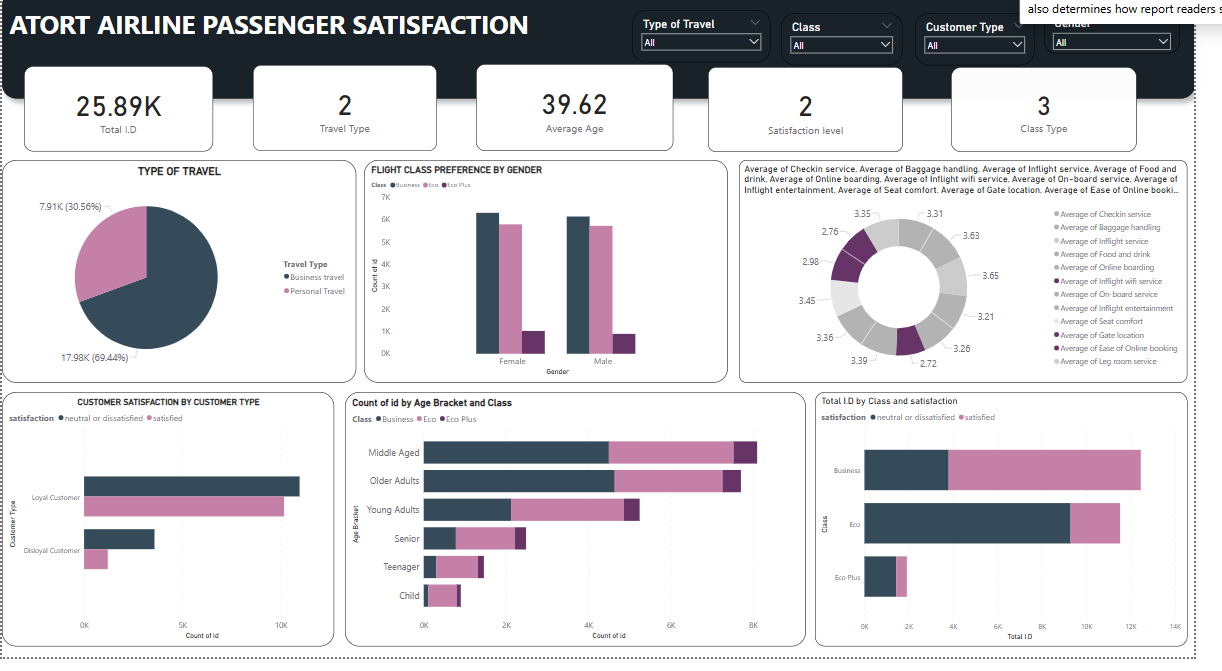 also determines how report readers s
ATORT AIRLINE PASSENGER SATISFACTION
Type of Travel
All
Class
All
Customer Type
All
Gender
All
25.89K
Total I.D
2
Travel Type
39.62
Average Age
2
Satisfaction level
3
Class Type
TYPE OF TRAVEL
7.91K (30.56%)
17.98K (69.44%)
Travel Type
Business travel
Personal Travel
FLIGHT CLASS PREFERENCE BY GENDER
Class Business Eco Eco Plus
7K
6K
5K
4K
3K
2K
1K
0K
Count of id
Female Male
Gender
Average of Checkin service, Average of Baggage handling, Average of Inflight service, Average of Food and
drink, Average of Online boarding, Average of Inflight wifi service, Average of On-board service, Average of
Inflight entertainment, Average of Seat comfort, Average of Gate location, Average of Ease of Online booki...
3.31
3.63
3.65
3.21
3.26
2.72
3.39
3.36
3.45
2.98
2.76
3.35
Average of Checkin service
Average of Baggage handling
Average of Inflight service
Average of Food and drink
Average of Online boarding
Average of Inflight wifi service
Average of On-board service
Average of Inflight entertainment
Average of Seat comfort
Average of Gate location
Average of Ease of Online booking
Average of Leg room service
CUSTOMER SATISFACTION BY CUSTOMER TYPE
satisfaction neutral or dissatisfied satisfied
Customer Type
Loyal Customer
Disloyal Customer
0K 5K 10K
Count of id
Count of id by Age Bracket and Class
Class Business Eco Eco Plus
Age Bracket
Middle Aged
Older Adults
Young Adults
Senior
Teenager
Child
0K 2K 4K 6K 8K
Count of id
Total I.D by Class and satisfaction
satisfaction neutral or dissatisfied satisfied
Class
Business
Eco
Eco Plus
0K 2K 4K 6K 8K 10K 12K 14K
Total I.D